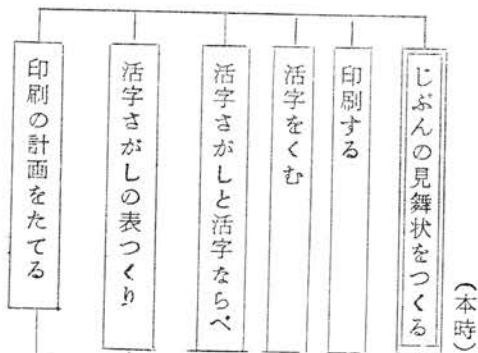 (本時)
じぶんの見舞状をつくる
印刷する
活字をくむ
活字さがしと活字ならべ
活字さがしの表つくり
印刷の計画をたてる